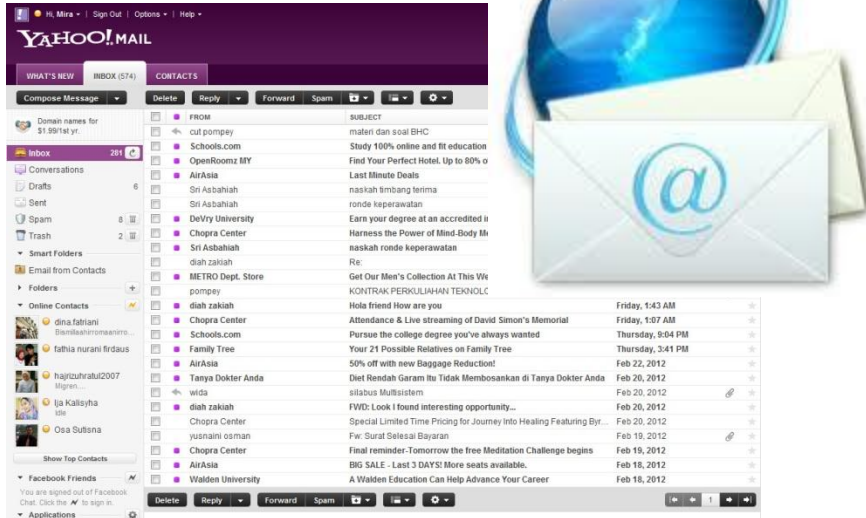 Hi, Mira | Sign Out | Options | Help
YAHOO! MAIL
WHAT'S NEW INBOX (574) CONTACTS
Compose Message Delete Reply Forward Spam
Domain names for
$1.99/1st yr.
FROM SUBJECT
cut pompey materi dan soal BHC
Schools.com Study 100% online and fit education
Inbox 281 OpenRoomz MY Find Your Perfect Hotel. Up to 80% o
Conversations AirAsia Last Minute Deals
Drafts 6 Sri Asbahiah naskah timbang terima
Sent Sri Asbahiah ronde keperawatan
Spam 8 DeVry University Earn your degree at an accredited i
Trash 2 Chopra Center Harness the Power of Mind-Body Me
Smart Folders Sri Asbahiah naskah ronde keperawatan
Email from Contacts diah zakiah Re:
METRO Dept. Store Get Our Men's Collection At This We
Folders + pompey KONTRAK PERKULIAHAN TEKNOLO
Online Contacts diah zakiah Hola friend How are you Friday, 1:43 AM
dina.fatriani Chopra Center Attendance & Live streaming of David Simon's Memorial Friday, 1:07 AM
Bismillaahirromaanirro...
Schools.com Pursue the college degree you've always wanted Thursday, 9:04 PM
fathia nurani firdaus Family Tree Your 21 Possible Relatives on Family Tree Thursday, 3:41 PM
AirAsia 50% off with new Baggage Reduction! Feb 22, 2012
hajrizuhratul2007 Tanya Dokter Anda Diet Rendah Garam Itu Tidak Membosankan di Tanya Dokter Anda Feb 20, 2012
Migren....
wida silabus Multisistem Feb 20, 2012
Ija Kalisyha diah zakiah FWD: Look I found interesting opportunity... Feb 20, 2012
Idle
Chopra Center Special Limited Time Pricing for Journey Into Healing Featuring Byr... Feb 20, 2012
Osa Sutisna yusnaini osman Fw: Surat Selesai Bayaran Feb 19, 2012
Chopra Center Final reminder-Tomorrow the free Meditation Challenge begins Feb 19, 2012
Show Top Contacts AirAsia BIG SALE - Last 3 DAYS! More seats available. Feb 18, 2012
Facebook Friends Walden University A Walden Education Can Help Advance Your Career Feb 18, 2012
You are signed out of Facebook
Chat. Click the to sign in.
Delete Reply Forward Spam 1
Applications
@